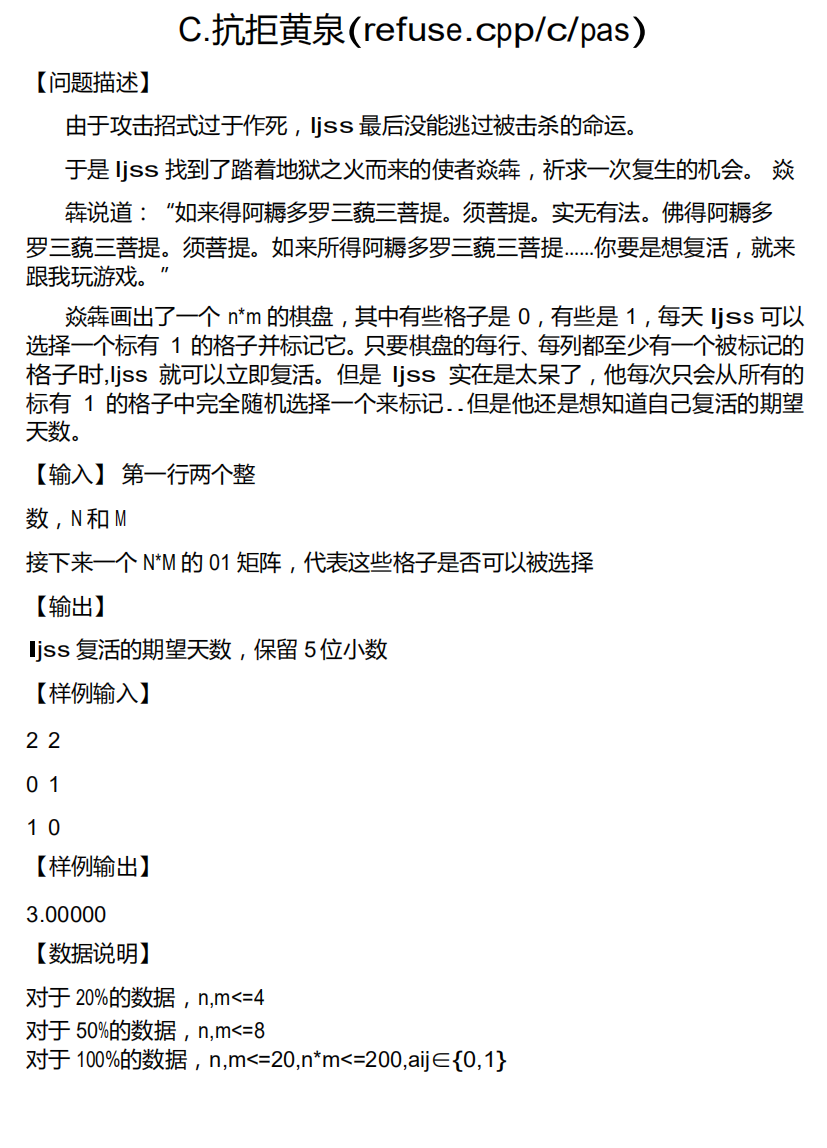 C.抗拒黄泉(refuse.cpp/c/pas)
【问题描述】
由于攻击招式过于作死，ljss 最后没能逃过被击杀的命运。
于是 ljss 找到了踏着地狱之火而来的使者焱犇，祈求一次复生的机会。 焱
犇说道：“如来得阿耨多罗三藐三菩提。须菩提。实无有法。佛得阿耨多
罗三藐三菩提。须菩提。如来所得阿耨多罗三藐三菩提......你要是想复活，就来
跟我玩游戏。”
焱犇画出了一个 n*m 的棋盘，其中有些格子是 0，有些是 1，每天 ljss 可以
选择一个标有 1 的格子并标记它。只要棋盘的每行、每列都至少有一个被标记的
格子时,ljss 就可以立即复活。但是 ljss 实在是太呆了，他每次只会从所有的
标有 1 的格子中完全随机选择一个来标记..但是他还是想知道自己复活的期望
天数。
【输入】 第一行两个整
数，N 和 M
接下来一个 N*M 的 01 矩阵，代表这些格子是否可以被选择
【输出】
ljss 复活的期望天数，保留 5 位小数
【样例输入】
2 2
0 1
1 0
【样例输出】
3.00000
【数据说明】
对于 20%的数据，n,m<=4
对于 50%的数据，n,m<=8
对于 100%的数据，n,m<=20,n*m<=200,aij∈{0,1}